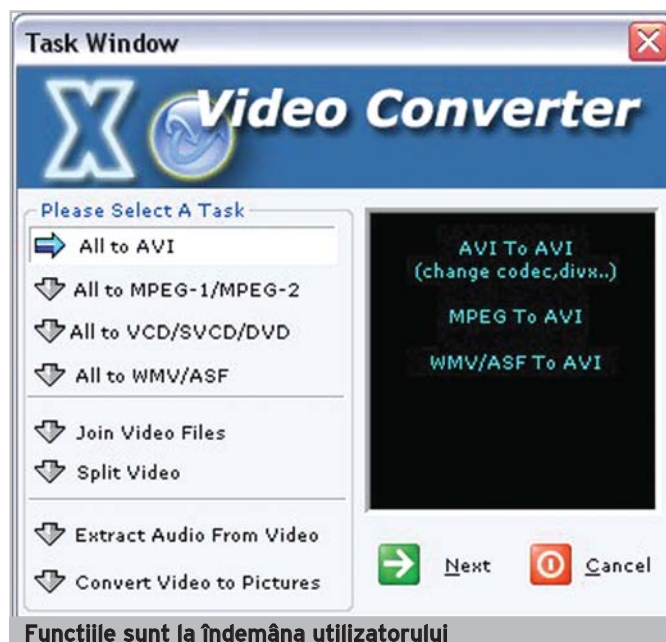 Task Window
X Video Converter
Please Select A Task
All to AVI
All to MPEG-1/MPEG-2
All to VCD/SVCD/DVD
All to WMV/ASF
Join Video Files
Split Video
Extract Audio From Video
Convert Video to Pictures
AVI To AVI
(change codec,divx..)
MPEG To AVI
WMV/ASF To AVI
Next
Cancel
Funcţiile sunt la îndemâna utilizatorului